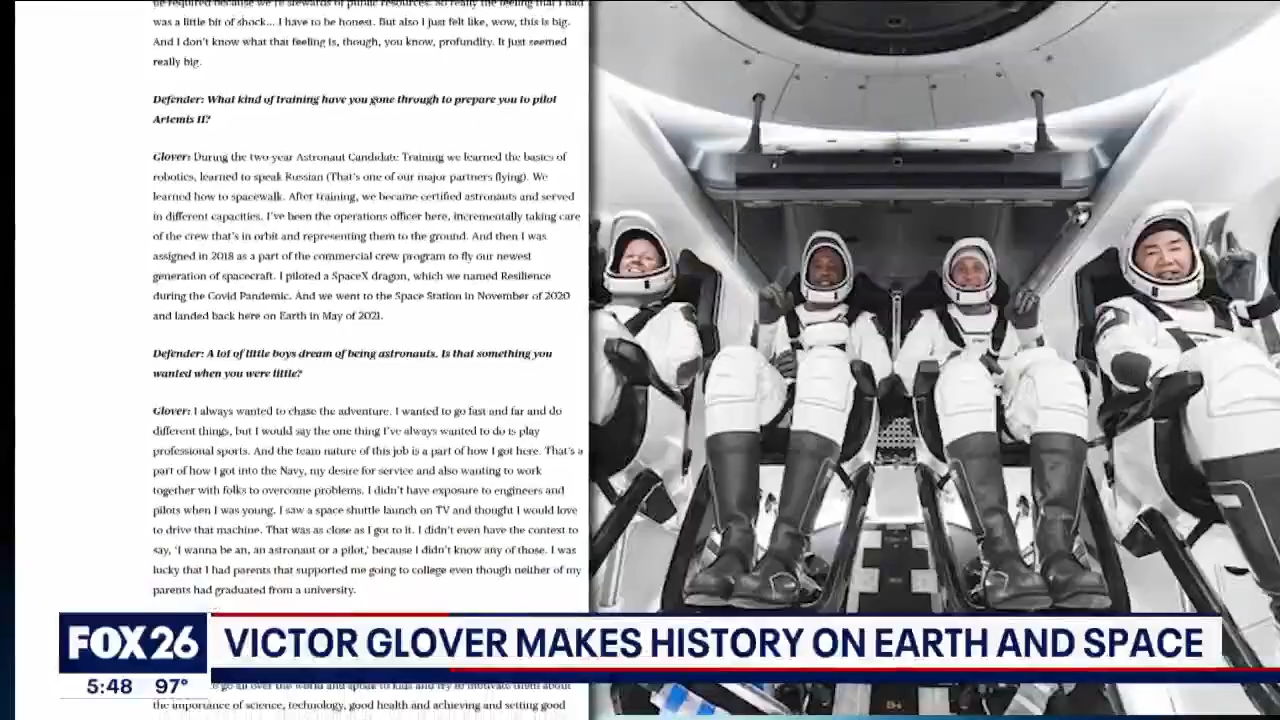 be required because we're stewards of public resources. So really the feeling that I had
was a little bit of shock... I have to be honest. But also I just felt like, wow, this is big.
And I don't know what that feeling is, though, you know, profundity. It just seemed
really big.
Defender: What kind of training have you gone through to prepare you to pilot
Artemis II?
Glover: During the two year Astronaut Candidate Training we learned the basics of
robotics, learned to speak Russian (That's one of our major partners flying). We
learned how to spacewalk. After training, we became certified astronauts and served
in different capacities. I've been the operations officer here, incrementally taking care
of the crew that's in orbit and representing them to the ground. And then I was
assigned in 2018 as a part of the commercial crew program to fly our newest
generation of spacecraft. I piloted a SpaceX dragon, which we named Resilience
during the Covid Pandemic. And we went to the Space Station in November of 2020
and landed back here on Earth in May of 2021.
Defender: A lot of little boys dream of being astronauts. Is that something you
wanted when you were little?
Glover: I always wanted to chase the adventure. I wanted to go fast and far and do
different things, but I would say the one thing I've always wanted to do is play
professional sports. And the team nature of this job is a part of how I got here. That's a
part of how I got into the Navy, my desire for service and also wanting to work
together with folks to overcome problems. I didn't have exposure to engineers and
pilots when I was young. I saw a space shuttle launch on TV and thought I would love
to drive that machine. That was as close as I got to it. I didn't even have the context to
say, 'I wanna be an, an astronaut or a pilot,' because I didn't know any of those. I was
lucky that I had parents that supported me going to college even though neither of my
parents had graduated from a university.
FOX 26
VICTOR GLOVER MAKES HISTORY ON EARTH AND SPACE
5:48 97°
go all over the world and speak to kids and try to motivate them about
the importance of science, technology, good health and achieving and setting good